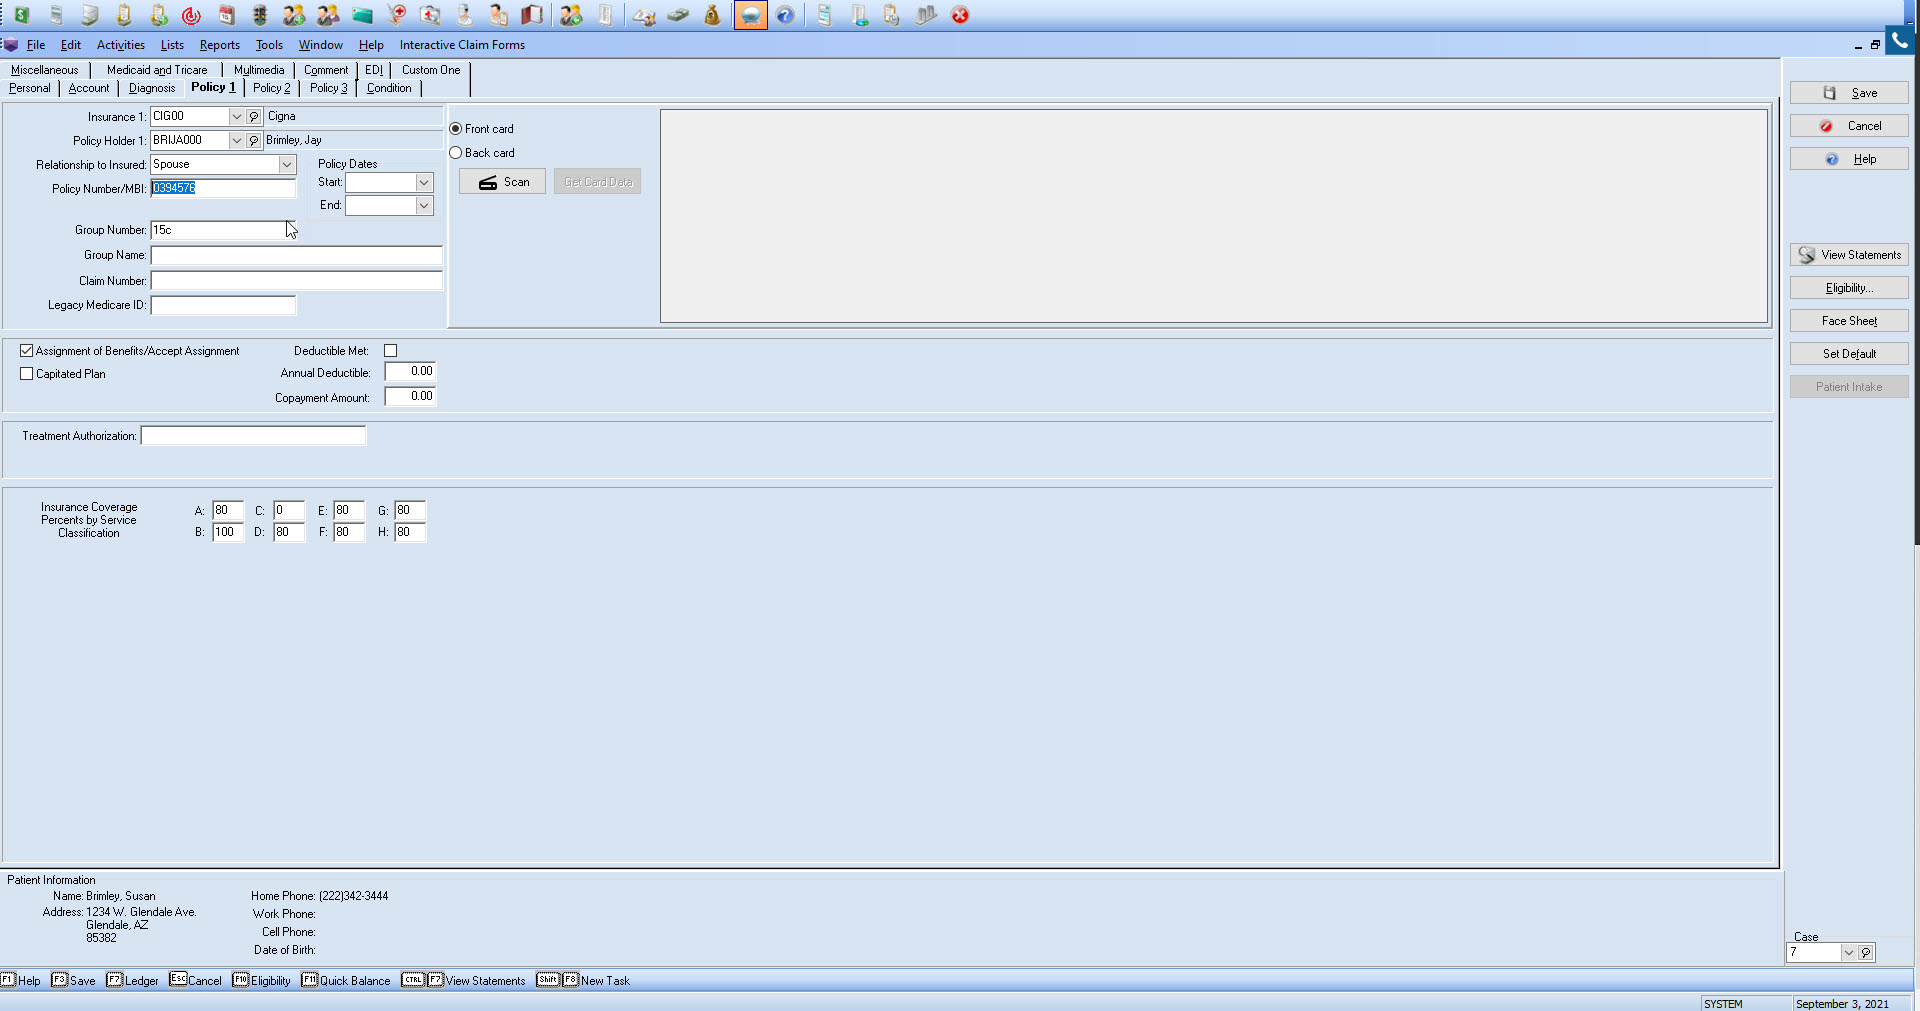 File Edit Activities Lists Reports Tools Window Help Interactive Claim Forms
Miscellaneous Medicaid and Tricare Multimedia Comment EDI Custom One
Personal Account Diagnosis Policy 1 Policy 2 Policy 3 Condition
Insurance 1: CIG00 Cigna
Policy Holder 1: BRIJA000 Brimley, Jay
Relationship to Insured: Spouse
Policy Number/MBI: 0394576
Policy Dates
Start:
End:
Group Number: 15c
Group Name:
Claim Number:
Legacy Medicare ID:
Front card
Back card
Scan Get Card Data
Save
Cancel
Help
View Statements
Eligibility...
Face Sheet
Set Default
Patient Intake
Assignment of Benefits/Accept Assignment Deductible Met:
Capitated Plan Annual Deductible: 0.00
Copayment Amount: 0.00
Treatment Authorization:
Insurance Coverage
Percents by Service
Classification
A: 80 C: 0 E: 80 G: 80
B: 100 D: 80 F: 80 H: 80
Patient Information
Name: Brimley, Susan
Address: 1234 W. Glendale Ave.
Glendale, AZ
85382
Home Phone: (222)342-3444
Work Phone:
Cell Phone:
Date of Birth:
Case
7
F1 Help F3 Save F7 Ledger Esc Cancel F10 Eligibility F11 Quick Balance CTRL F7 View Statements Shift F8 New Task
SYSTEM September 3, 2021